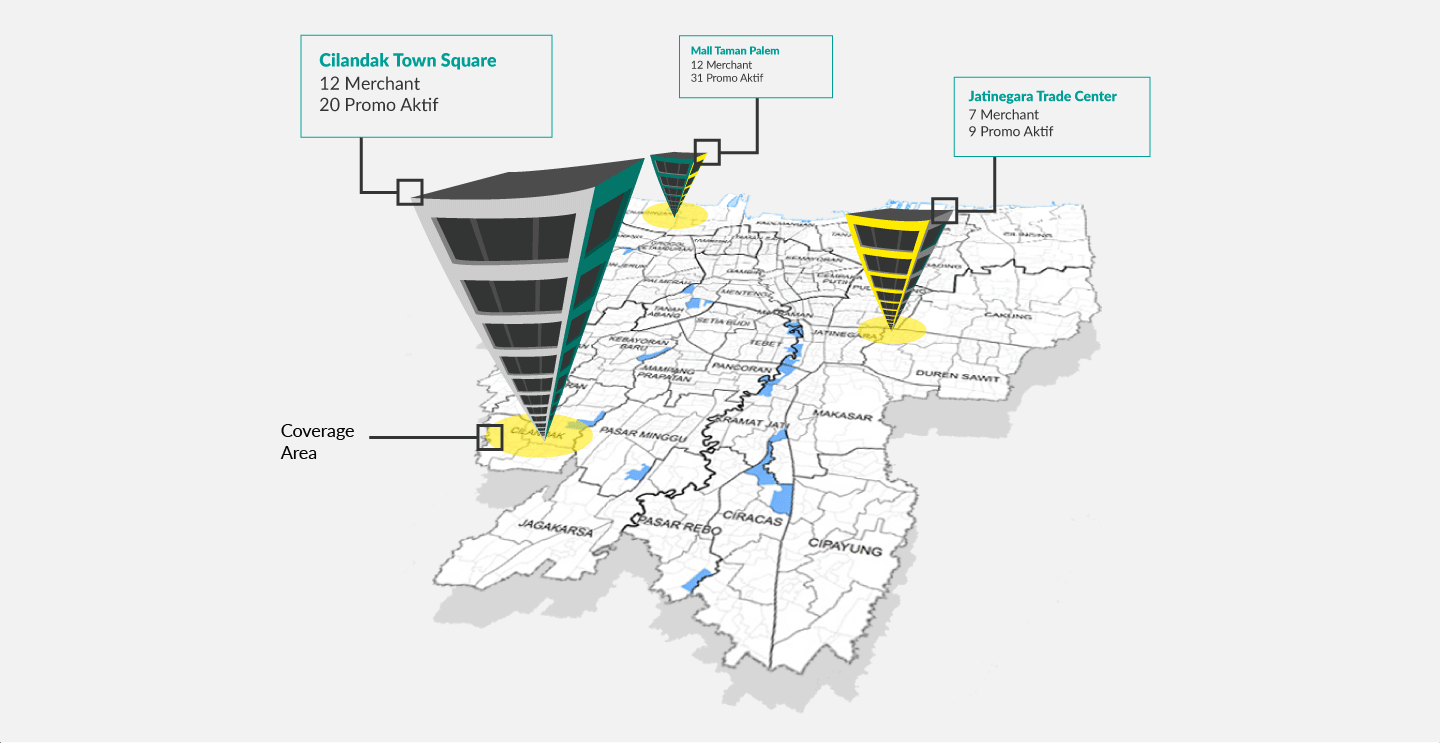 Cilandak Town Square
12 Merchant
20 Promo Aktif
Mall Taman Palem
12 Merchant
31 Promo Aktif
Jatinegara Trade Center
7 Merchant
9 Promo Aktif
Coverage
Area
CILINCING
GROGOL
PETAMBURAN
GAMBIR
KEMAYORAN
CEMPAKA
PUTIH
PALMERAH
MENTENG
TANAH
ABANG
SETIA BUDI
MATRAMAN
JATINEGARA
CAKUNG
KEBAYORAN
BARU
TEBET
MAMPANG
PRAPATAN
PANCORAN
DUREN SAWIT
CILANDAK
PASAR MINGGU
KRAMAT JATI
MAKASAR
JAGAKARSA
PASAR REBO
CIRACAS
CIPAYUNG